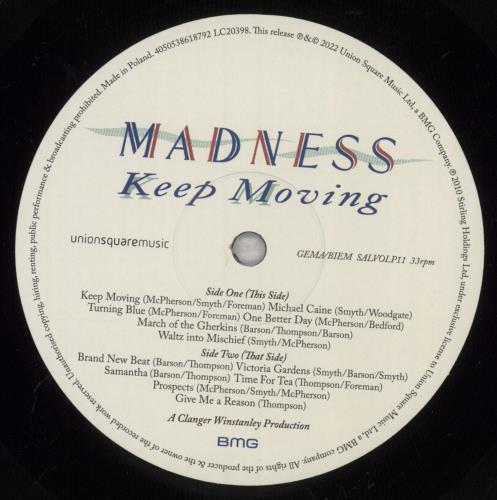 MADNESS
Keep Moving
unionsquaremusic
GEMA/BIEM SALVOLP11 33rpm
Side One (This Side)
Keep Moving (McPherson/Smyth/Foreman) Michael Caine (Smyth/Woodgate)
Turning Blue (McPherson/Foreman) One Better Day (McPherson/Bedford)
March of the Gherkins (Barson/Thompson/Barson)
Waltz into Mischief (Smyth/McPherson)
Side Two (That Side)
Brand New Beat (Barson/Thompson) Victoria Gardens (Smyth/Barson/Smyth)
Samantha (Barson/Thompson) Time For Tea (Thompson/Foreman)
Prospects (McPherson/Smyth/McPherson)
Give Me a Reason (Thompson)
A Clanger Winstanley Production
BMG
Unauthorised copying, hiring, renting, public performance & broadcasting prohibited. Made in Poland. 4050538618792 LC20398. This release ℗&© 2022 Union Square Music Ltd, a BMG Company. ℗ 2010 Stirling Holdings Ltd, under exclusive license to Union Square Music Ltd, a BMG company. All rights of the producer & the owner of the recorded work reserved.